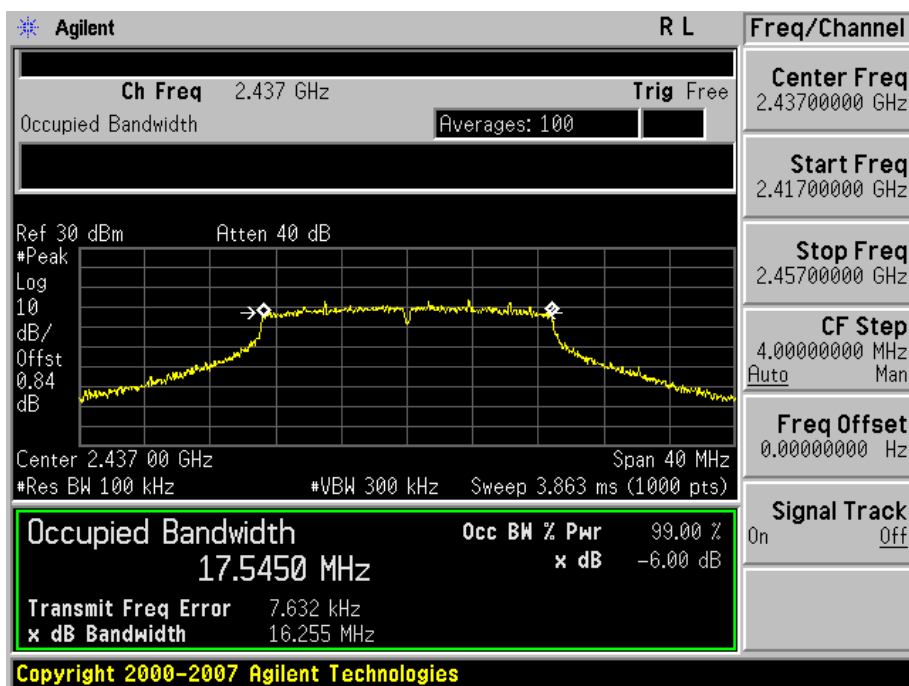 Agilent R L
Ch Freq 2.437 GHz Trig Free
Occupied Bandwidth Averages: 100
Ref 30 dBm Atten 40 dB
#Peak
Log
10
dB/
Offst
0.84
dB
Center 2.437 00 GHz Span 40 MHz
#Res BW 100 kHz #VBW 300 kHz Sweep 3.863 ms (1000 pts)
Occupied Bandwidth Occ BW % Pwr 99.00 %
17.5450 MHz x dB -6.00 dB
Transmit Freq Error 7.632 kHz
x dB Bandwidth 16.255 MHz
Copyright 2000-2007 Agilent Technologies
Freq/Channel
Center Freq
2.43700000 GHz
Start Freq
2.41700000 GHz
Stop Freq
2.45700000 GHz
CF Step
4.00000000 MHz
Auto Man
Freq Offset
0.00000000 Hz
Signal Track
On Off